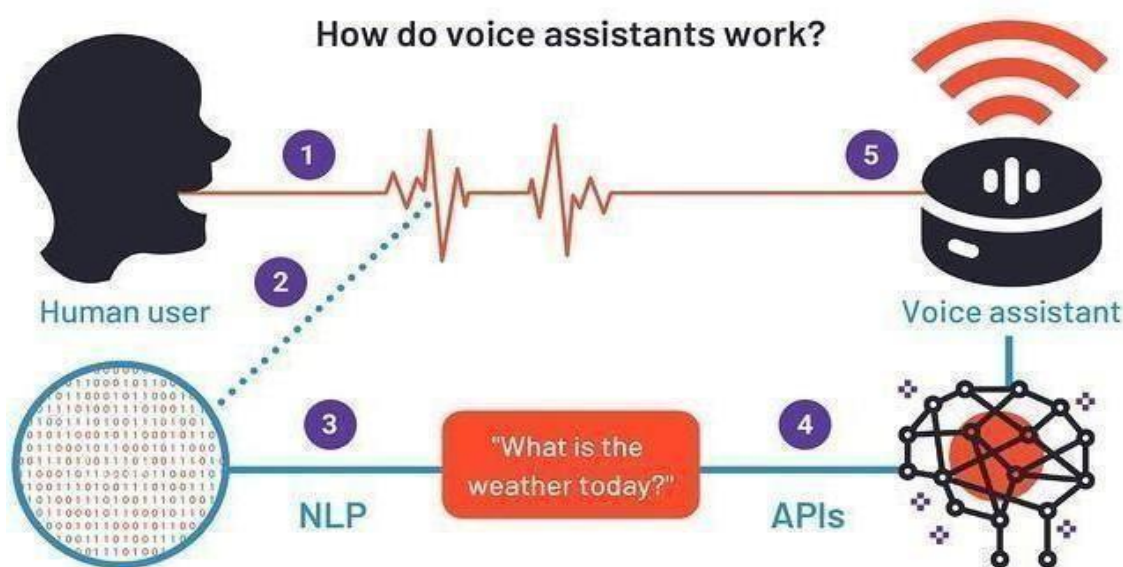 How do voice assistants work?
1
5
2
Human user
Voice assistant
3
4
"What is the
weather today?"
NLP
APIs